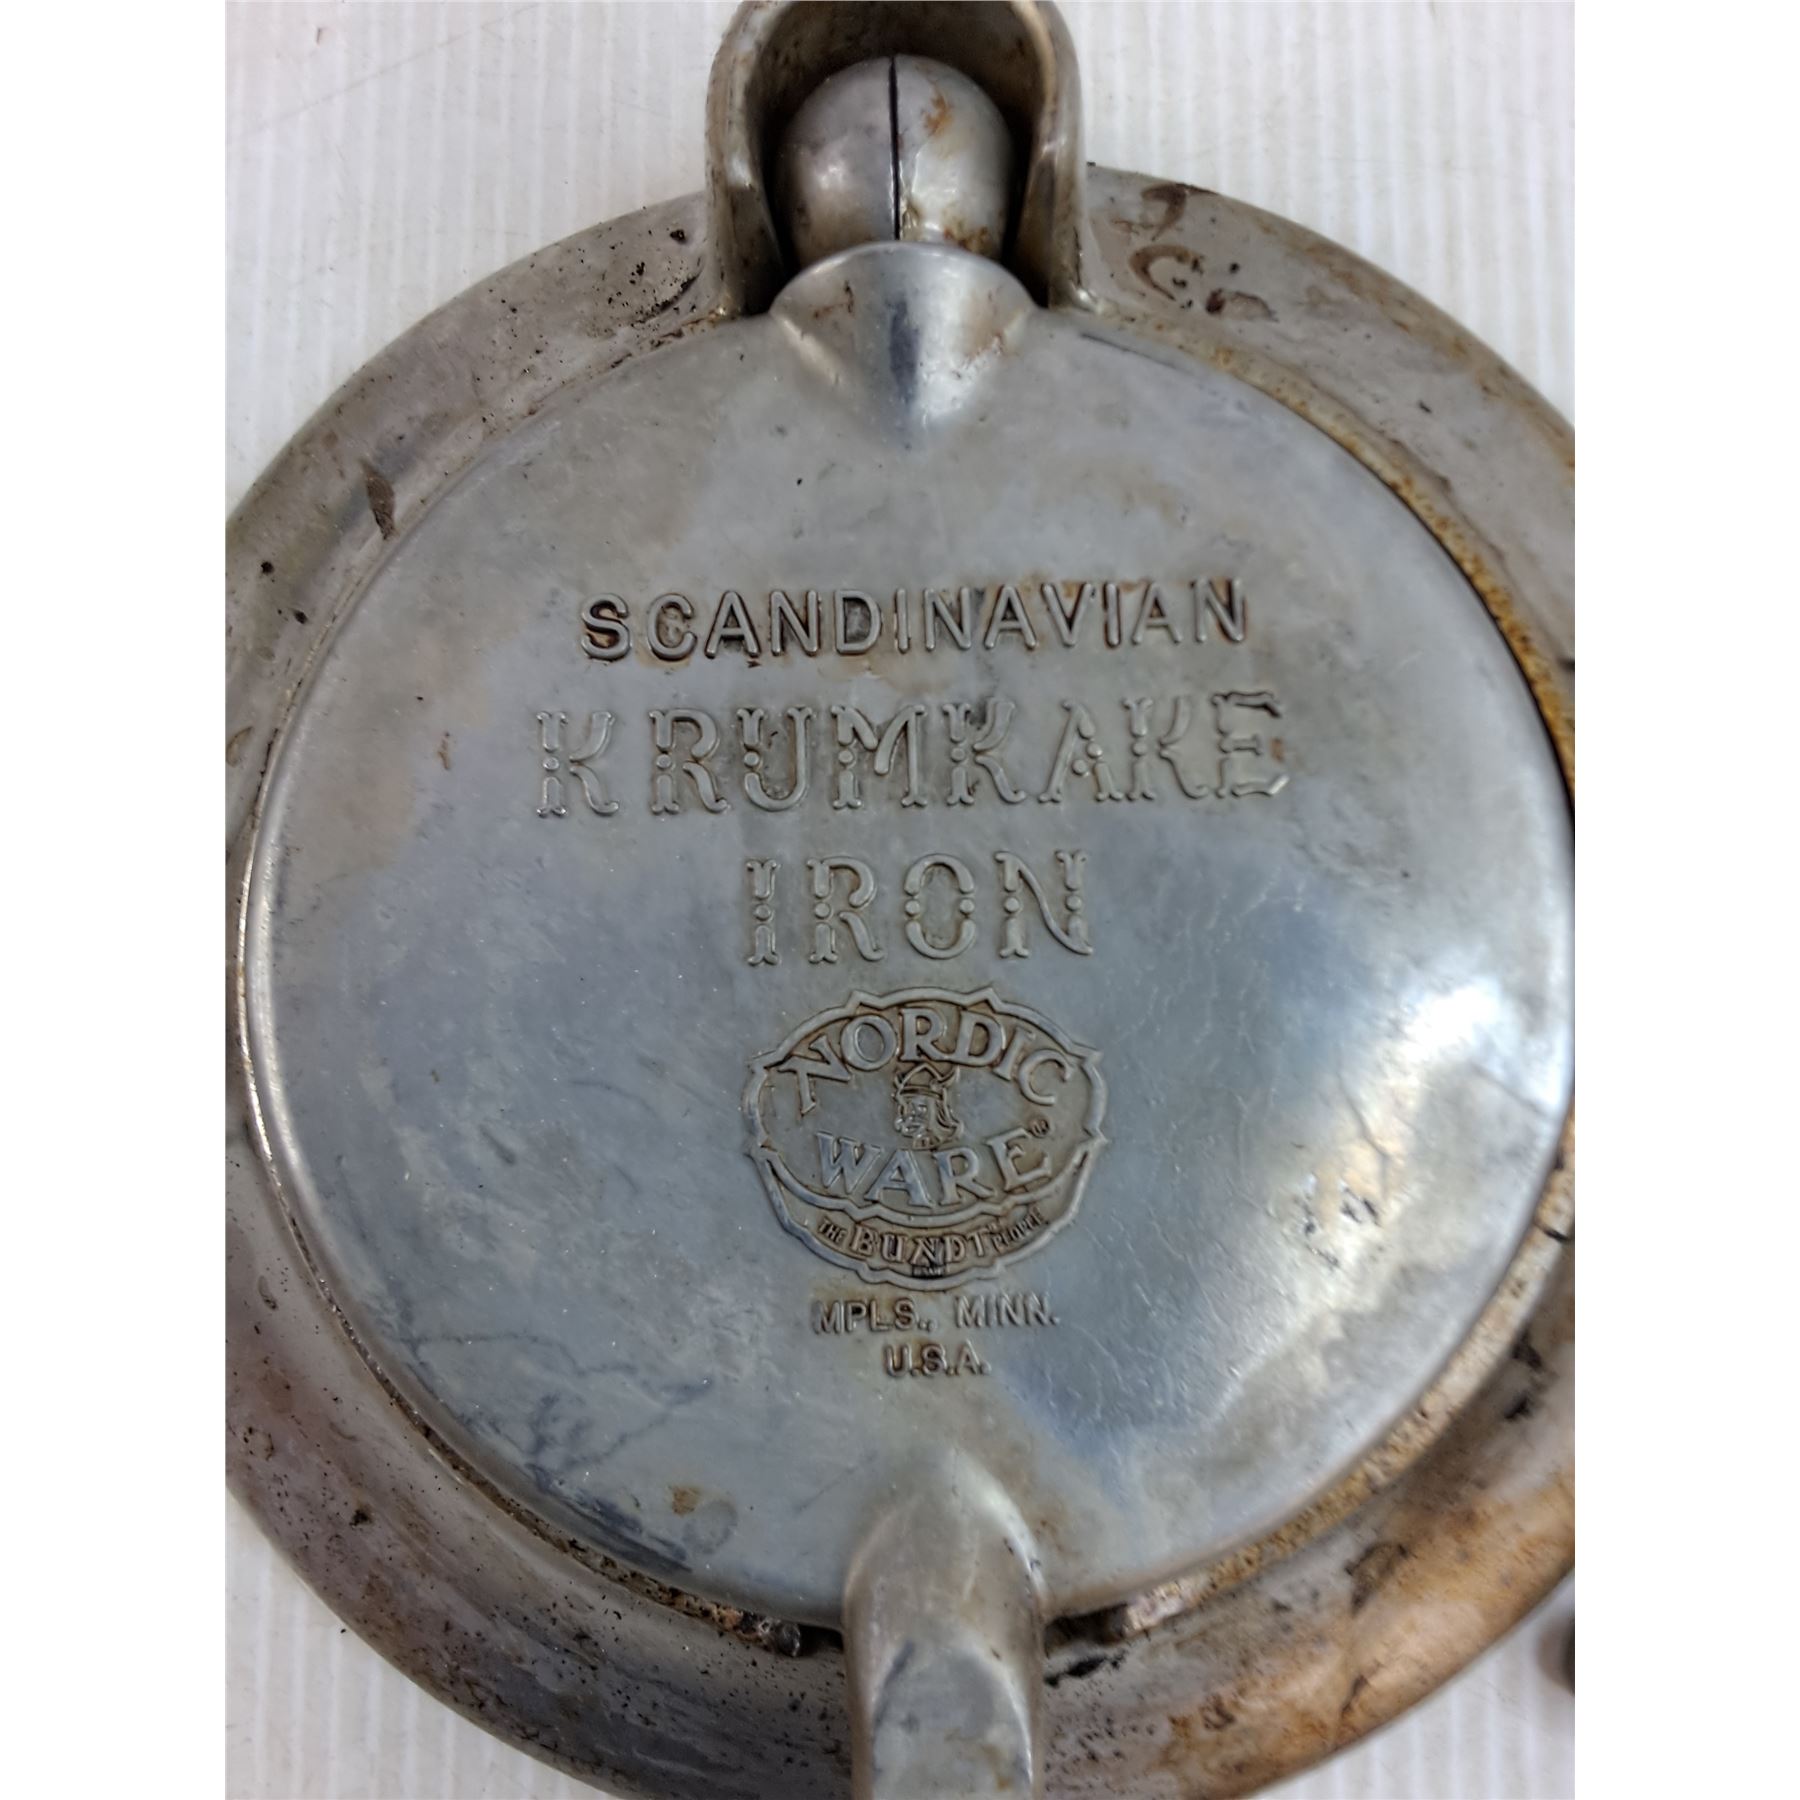 SCANDINAVIAN
KRUMKAKE
IRON
NORDIC
WARE®
THE BUNDT® PEOPLE
MPLS., MINN.
U.S.A.